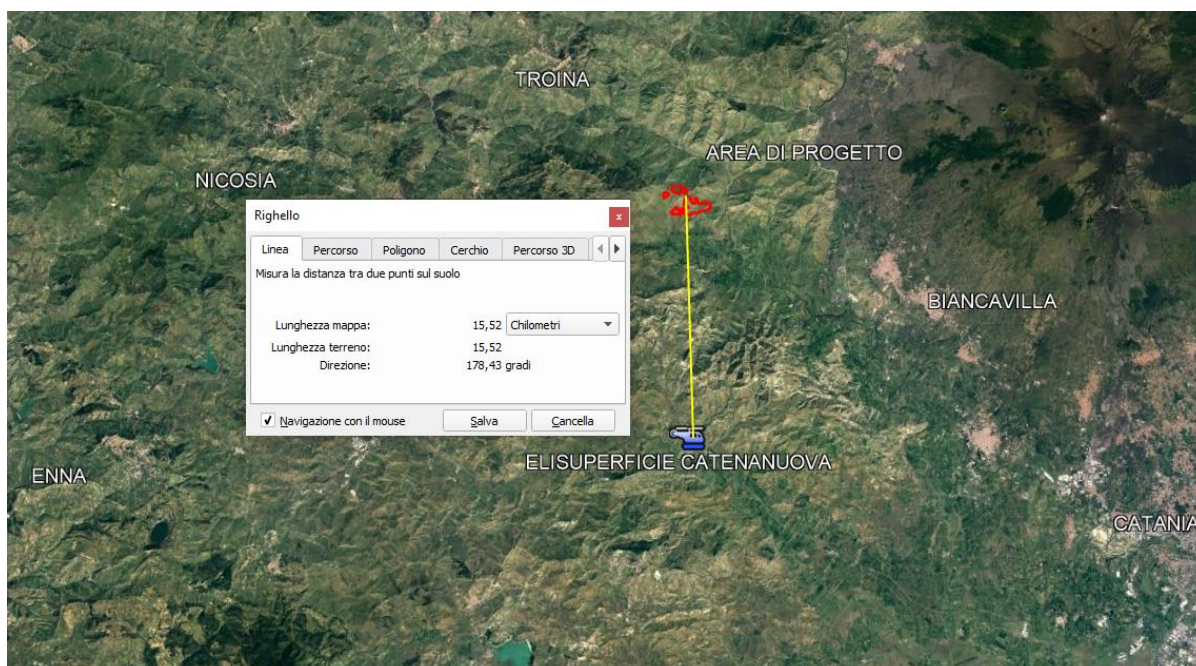 TROINA
AREA DI PROGETTO
NICOSIA
Righello
x
Linea Percorso Poligono Cerchio Percorso 3D
Misura la distanza tra due punti sul suolo
Lunghezza mappa: 15,52 Chilometri
Lunghezza terreno: 15,52
Direzione: 178,43 gradi
Navigazione con il mouse Salva Cancella
BIANCAVILLA
ELISUPERFICIE CATENANUOVA
ENNA
CATANIA